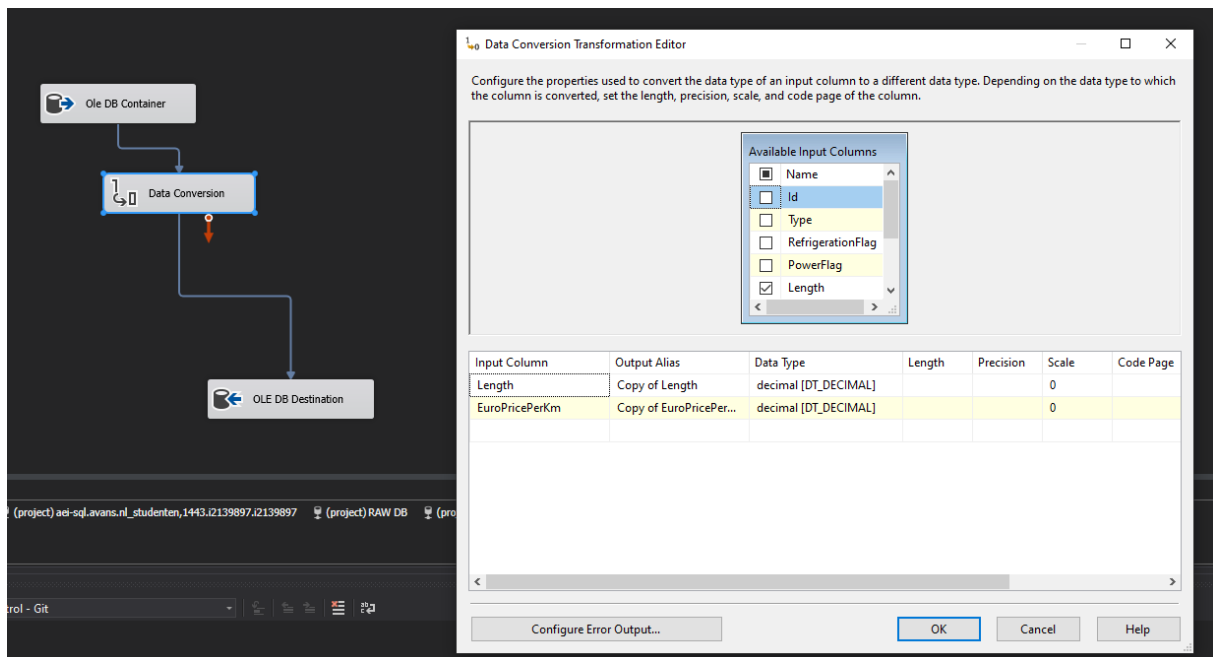 Data Conversion Transformation Editor
Configure the properties used to convert the data type of an input column to a different data type. Depending on the data type to which
the column is converted, set the length, precision, scale, and code page of the column.
Ole DB Container
Data Conversion
OLE DB Destination
Available Input Columns
Name
Id
Type
RefrigerationFlag
PowerFlag
Length
Input Column Output Alias Data Type Length Precision Scale Code Page
Length Copy of Length decimal [DT_DECIMAL] 0
EuroPricePerKm Copy of EuroPricePer... decimal [DT_DECIMAL] 0
(project) aei-sql.avans.nl_studenten,1443.i2139897.i2139897 (project) RAW DB (pro
trol - Git
Configure Error Output... OK Cancel Help